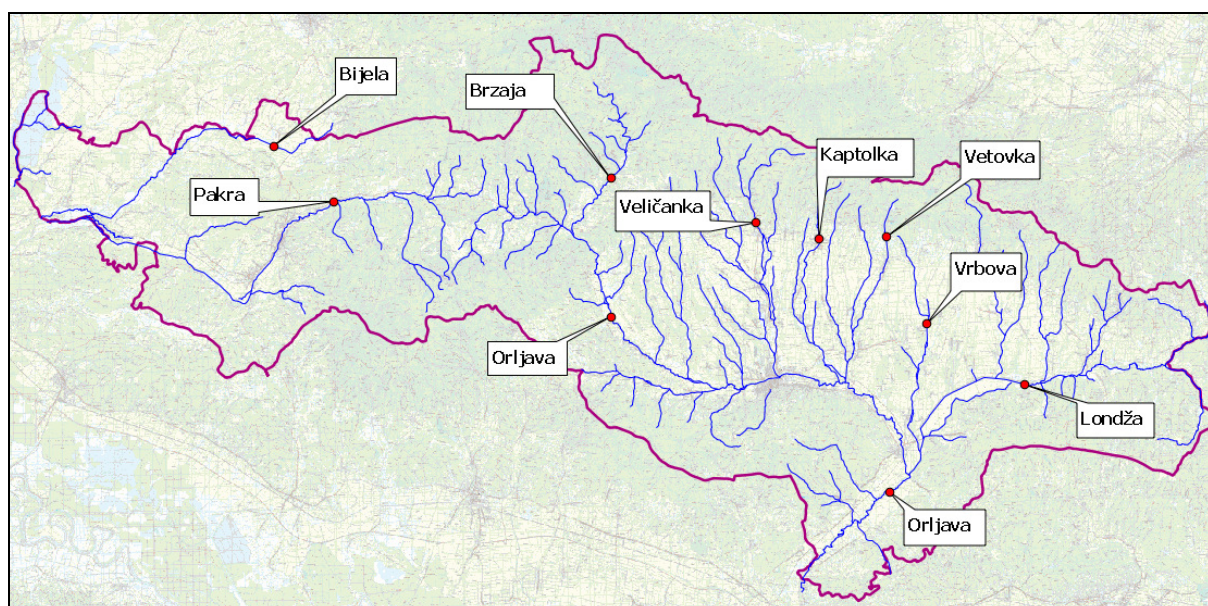 Bijela
Brzaja
Kaptolka
Vetovka
Pakra
Veličanka
Vrbova
Orljava
Londža
Orljava